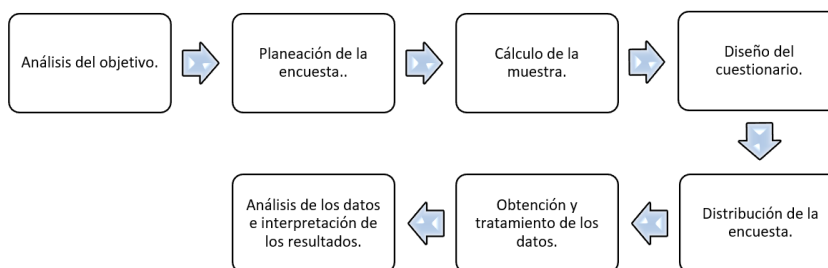 Análisis del objetivo.
Planeación de la
encuesta..
Cálculo de la
muestra.
Diseño del
cuestionario.
Distribución de la
encuesta.
Obtención y
tratamiento de los
datos.
Análisis de los datos
e interpretación de
los resultados.